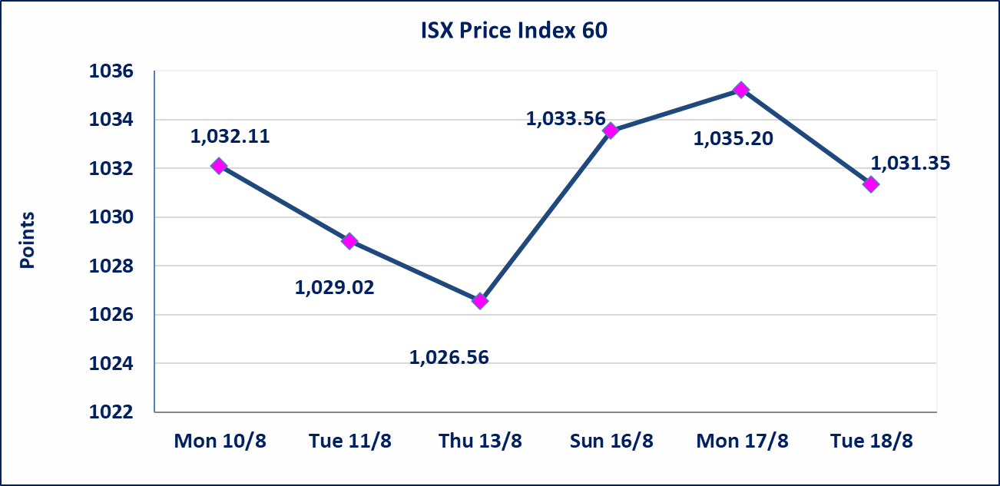 ISX Price Index 60
Points
1036
1034
1032
1030
1028
1026
1024
1022
1,032.11
1,029.02
1,026.56
1,033.56
1,035.20
1,031.35
Mon 10/8
Tue 11/8
Thu 13/8
Sun 16/8
Mon 17/8
Tue 18/8